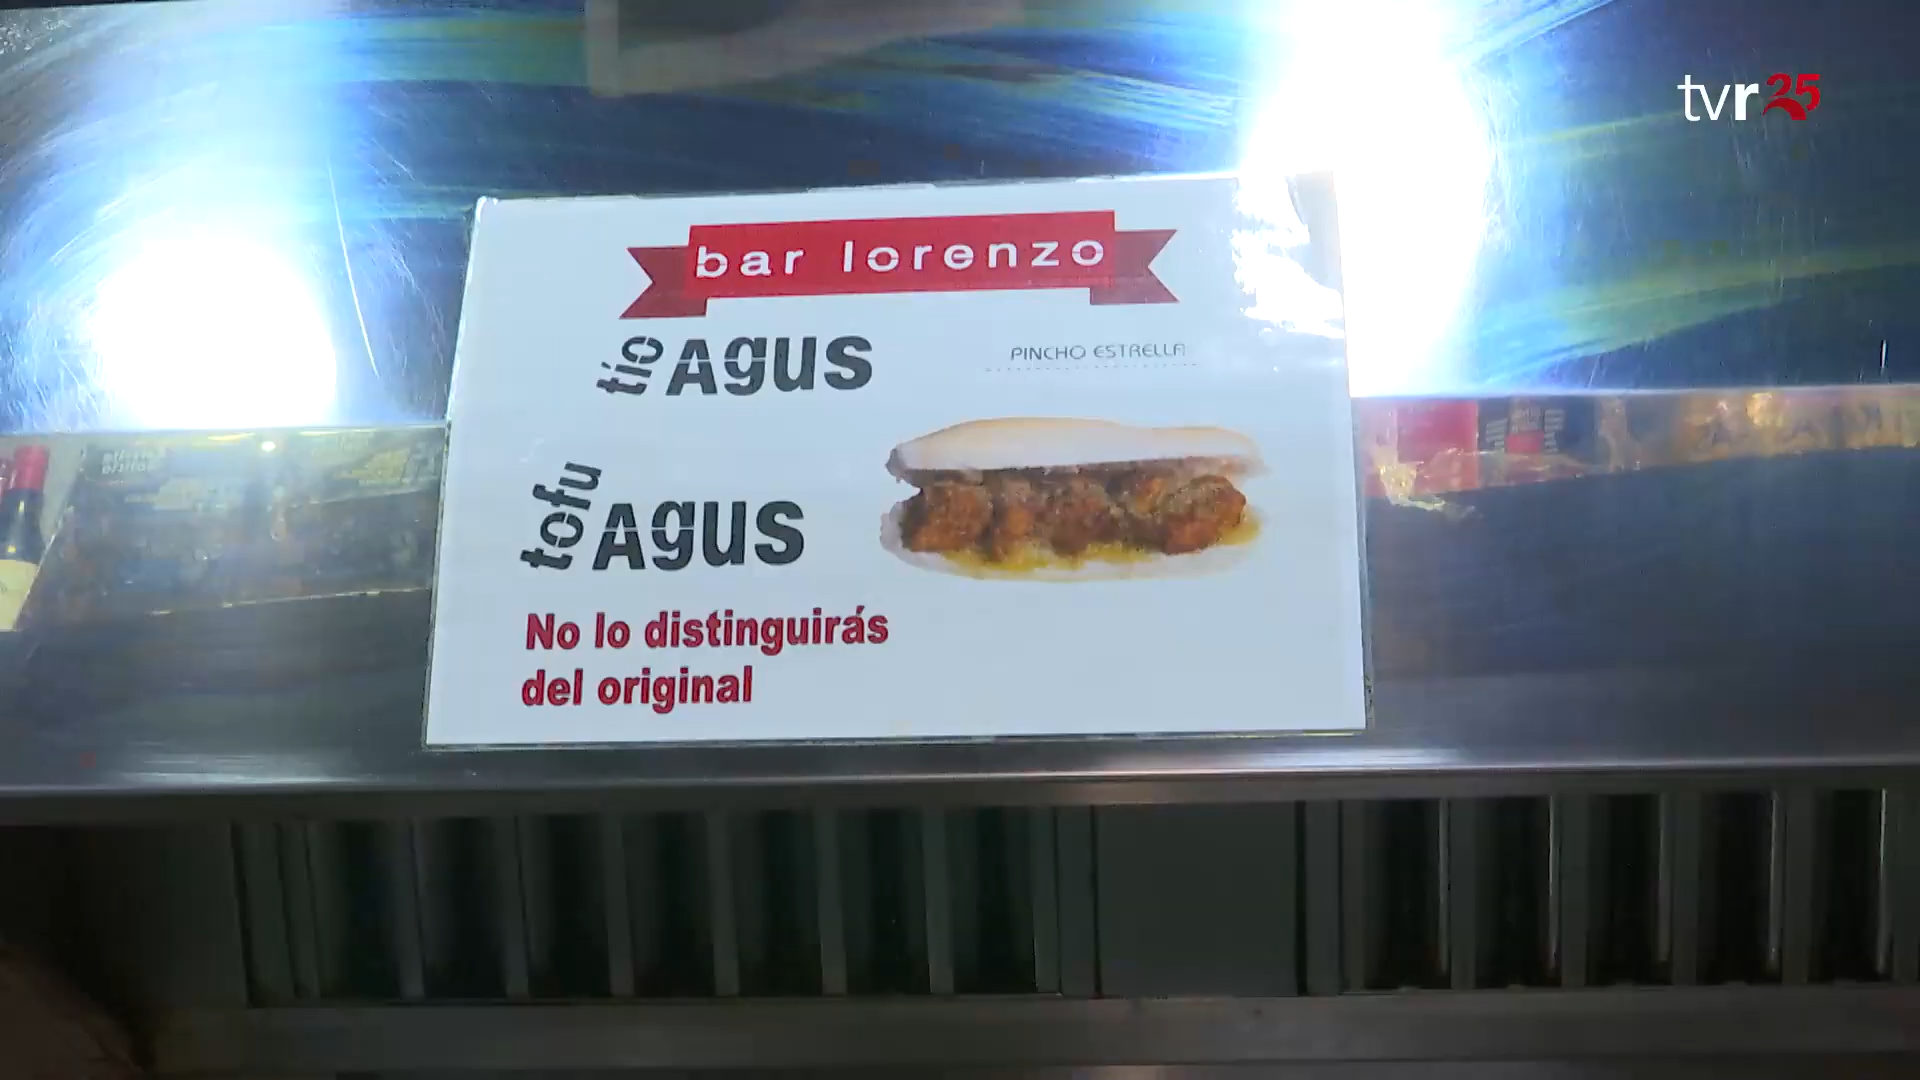 tvr25
bar lorenzo
tío Agus
PINCHO ESTRELLA
tofu Agus
No lo distinguirás
del original